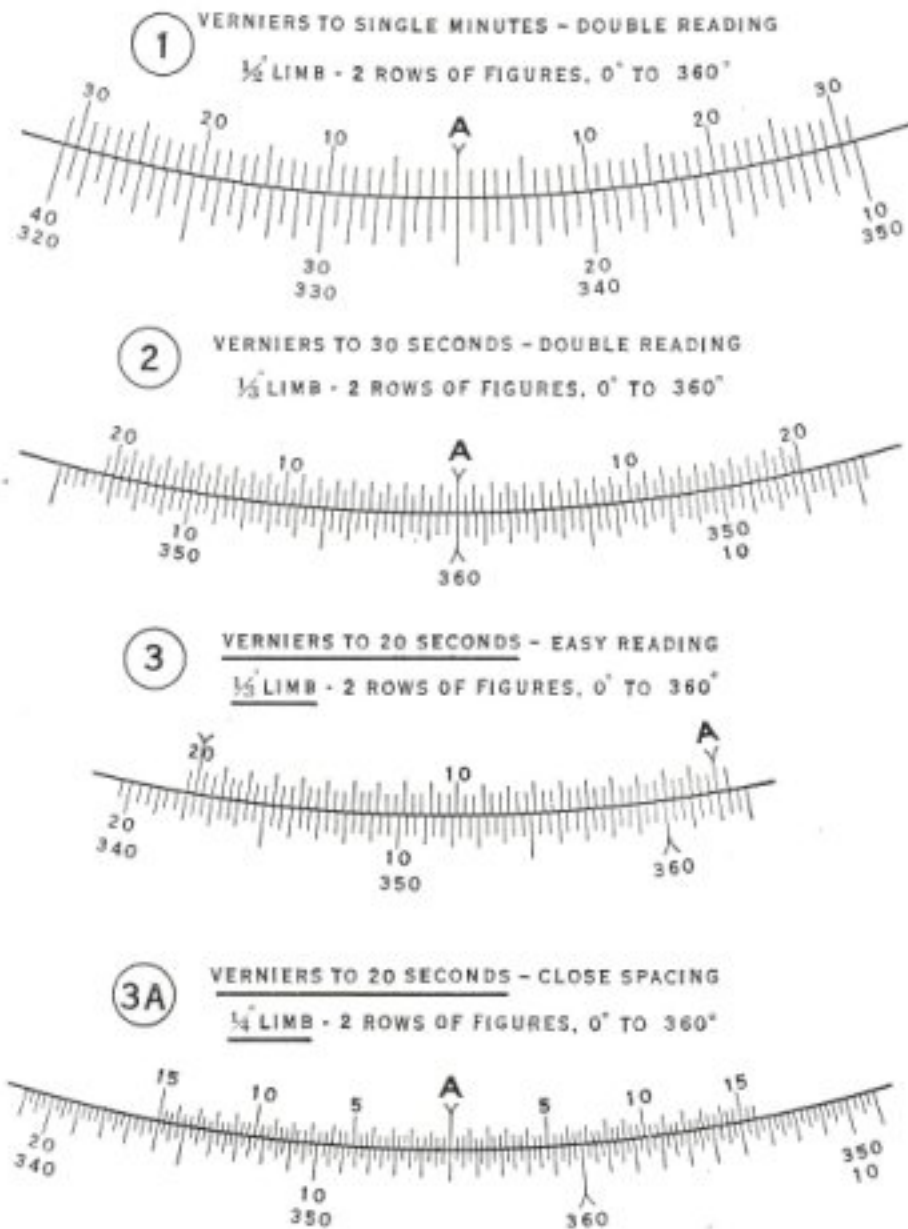 1 VERNIERS TO SINGLE MINUTES - DOUBLE READING
½° LIMB - 2 ROWS OF FIGURES, 0° TO 360°
30 20 10 A 10 20 30
40 30 20 10
320 330 340 350
2 VERNIERS TO 30 SECONDS - DOUBLE READING
⅓° LIMB - 2 ROWS OF FIGURES, 0° TO 360°
20 10 A 10 20
10 360 350
350 10
3 VERNIERS TO 20 SECONDS - EASY READING
⅓° LIMB - 2 ROWS OF FIGURES, 0° TO 360°
20 10 A
20 10 360
340 350
3A VERNIERS TO 20 SECONDS - CLOSE SPACING
¼° LIMB - 2 ROWS OF FIGURES, 0° TO 360°
15 10 5 A 5 10 15
20 10 360 350
340 350 10